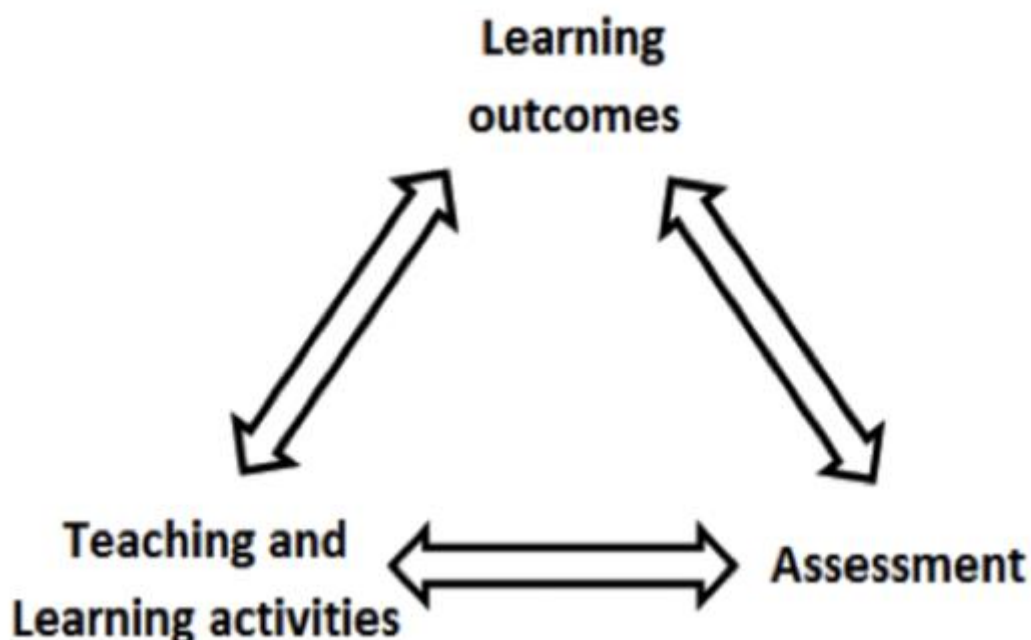 Learning
outcomes
Teaching and
Learning activities
Assessment